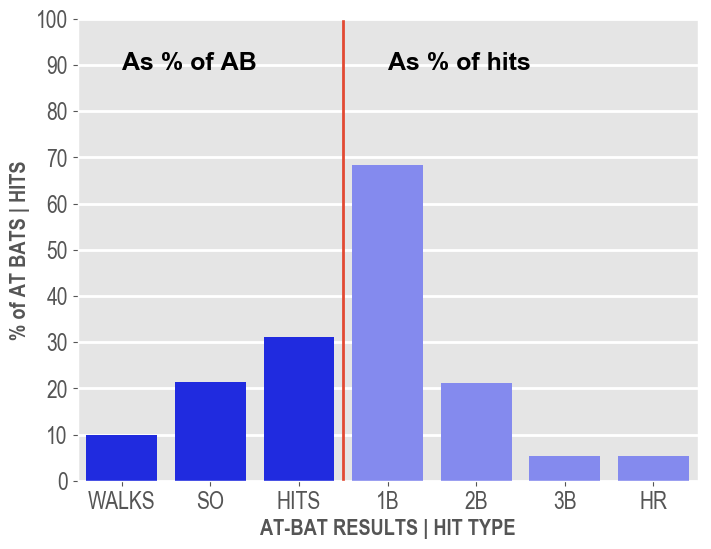 As % of AB
As % of hits
100
90
80
70
60
50
40
30
20
10
0
% of AT BATS | HITS
WALKS SO HITS 1B 2B 3B HR
AT-BAT RESULTS | HIT TYPE